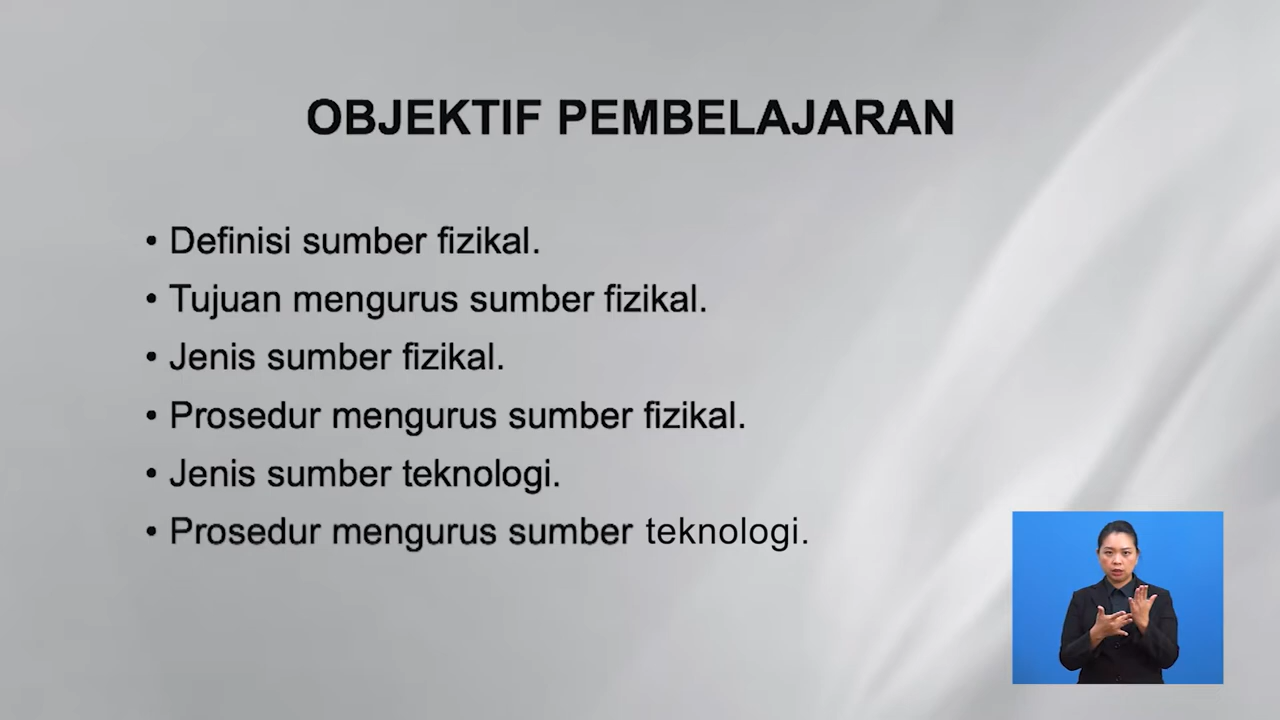 OBJEKTIF PEMBELAJARAN
• Definisi sumber fizikal.
• Tujuan mengurus sumber fizikal.
• Jenis sumber fizikal.
• Prosedur mengurus sumber fizikal.
• Jenis sumber teknologi.
• Prosedur mengurus sumber teknologi.